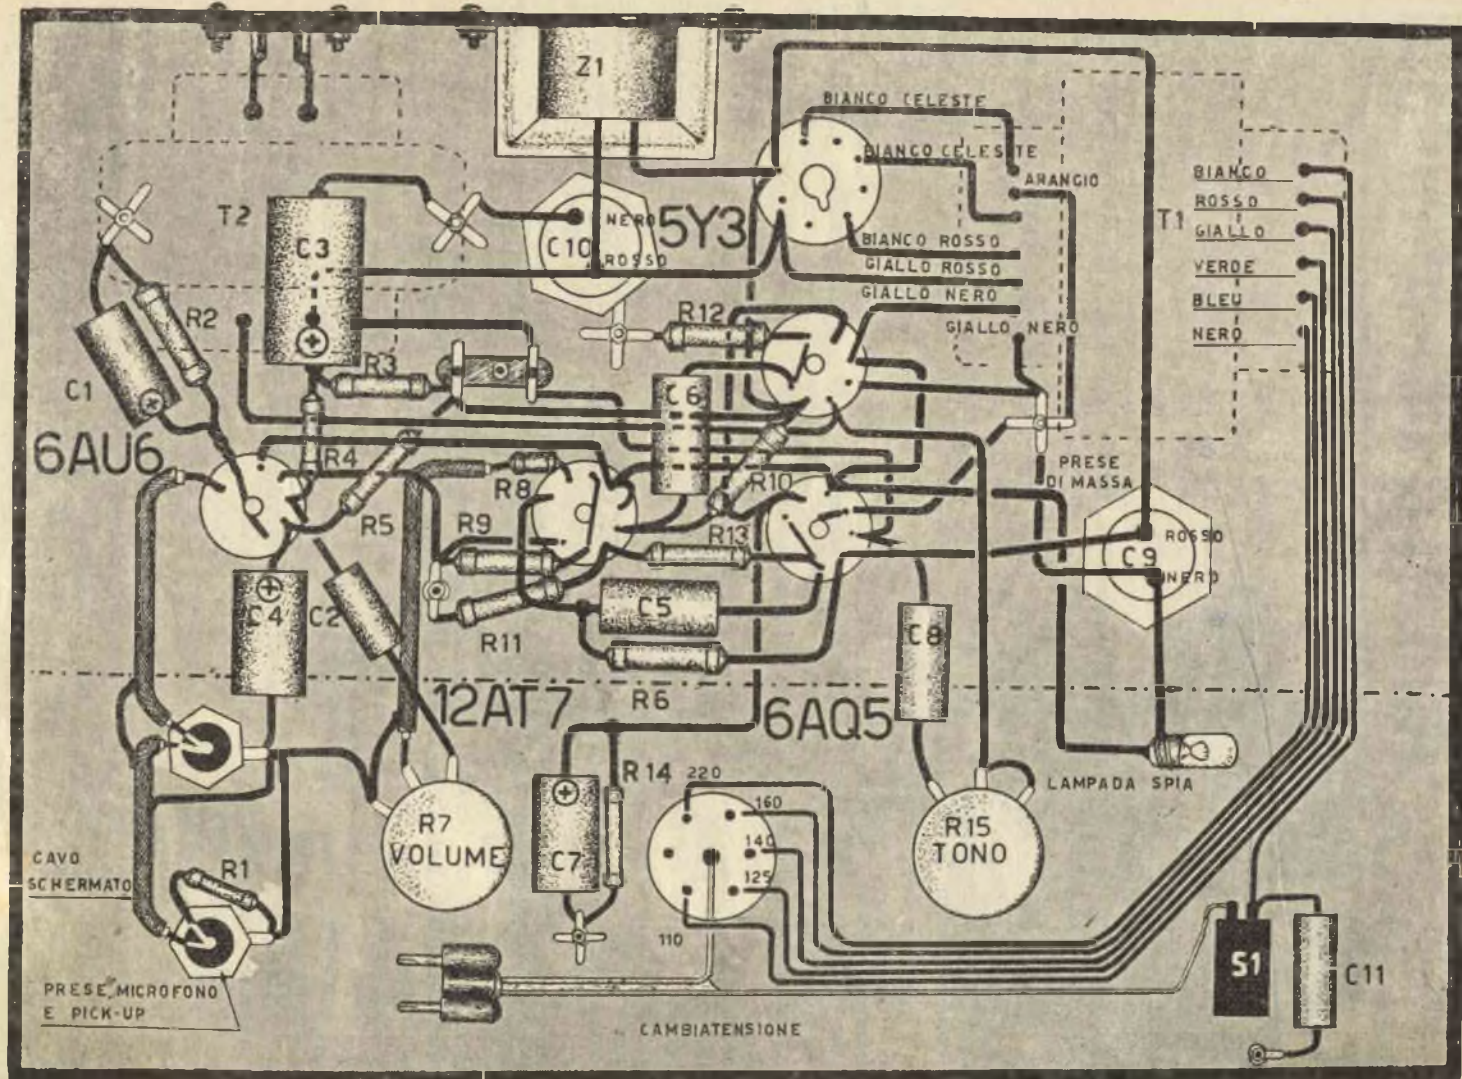 Z1
BIANCO CELESTE
BIANCO CELESTE
ARANGIO
BIANCO
ROSSO
GIALLO
VERDE
BLEU
NERO
T1
T2
C3
NERO
C10
ROSSO
5Y3
BIANCO ROSSO
GIALLO ROSSO
GIALLO NERO
GIALLO NERO
R2
R12
R3
C1
C6
6AU6
R4
R8
R10
PRESE
DI MASSA
R5
R9
R13
ROSSO
C9
NERO
C4
C2
C5
C8
R11
R6
12AT7
6AQ5
R14
220
160
140
125
110
LAMPADA SPIA
R7
VOLUME
C7
R15
TONO
CAVO
SCHERMATO
R1
S1
C11
PRESE MICROFONO
E PICK-UP
CAMBIATENSIONE